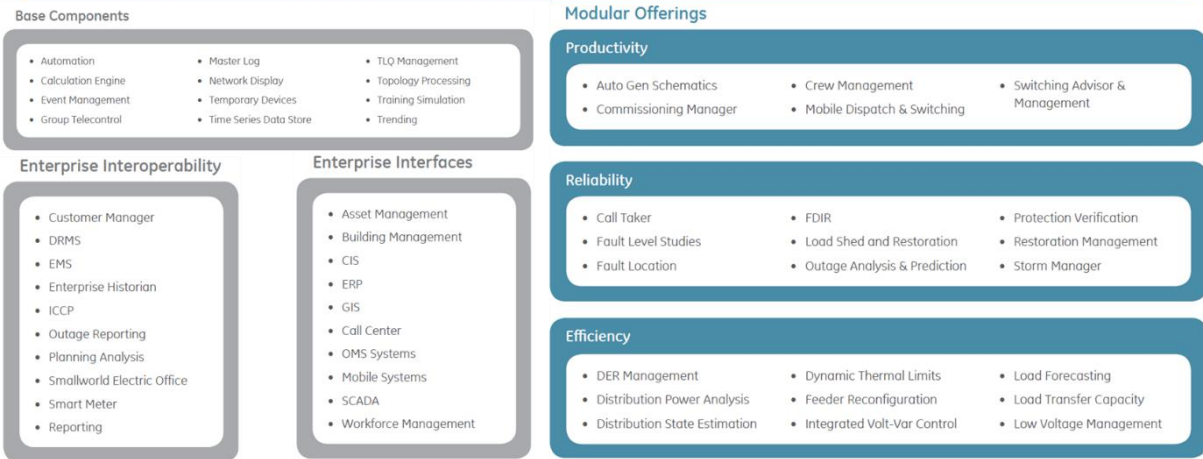 Base Components
• Automation
• Calculation Engine
• Event Management
• Group Telecontrol
• Master Log
• Network Display
• Temporary Devices
• Time Series Data Store
• TLQ Management
• Topology Processing
• Training Simulation
• Trending
Enterprise Interoperability
• Customer Manager
• DRMS
• EMS
• Enterprise Historian
• ICCP
• Outage Reporting
• Planning Analysis
• Smallworld Electric Office
• Smart Meter
• Reporting
Enterprise Interfaces
• Asset Management
• Building Management
• CIS
• ERP
• GIS
• Call Center
• OMS Systems
• Mobile Systems
• SCADA
• Workforce Management
Modular Offerings
Productivity
• Auto Gen Schematics
• Commissioning Manager
• Crew Management
• Mobile Dispatch & Switching
• Switching Advisor &
Management
Reliability
• Call Taker
• Fault Level Studies
• Fault Location
• FDIR
• Load Shed and Restoration
• Outage Analysis & Prediction
• Protection Verification
• Restoration Management
• Storm Manager
Efficiency
• DER Management
• Distribution Power Analysis
• Distribution State Estimation
• Dynamic Thermal Limits
• Feeder Reconfiguration
• Integrated Volt-Var Control
• Load Forecasting
• Load Transfer Capacity
• Low Voltage Management